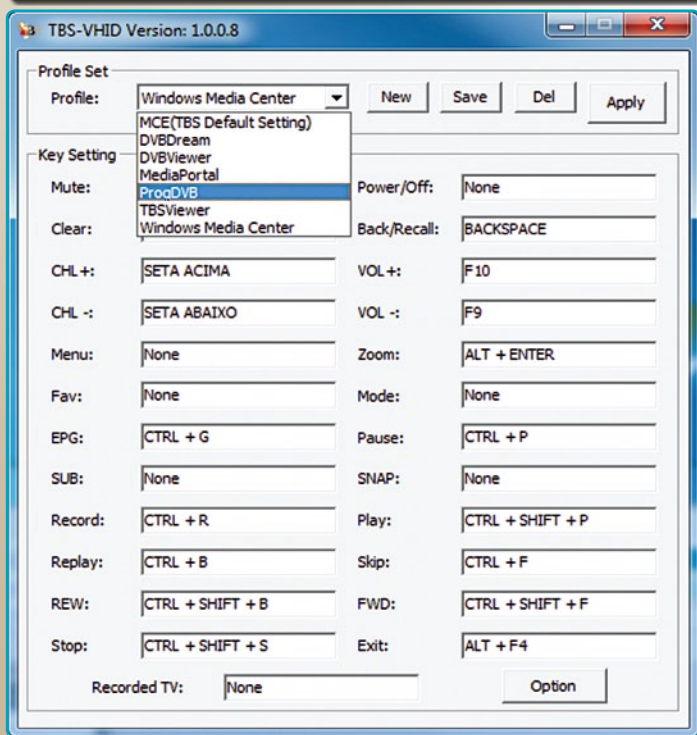 TBS-VHID Version: 1.0.0.8
Profile Set
Profile: Windows Media Center New Save Del Apply
MCE(TBS Default Setting)
DVBDream
DVBViewer
MediaPortal
ProgDVB
TBSViewer
Windows Media Center
Key Setting
Mute: Power/Off: None
Clear: Back/Recall: BACKSPACE
CHL+: SETA ACIMA VOL+: F10
CHL -: SETA ABAIXO VOL -: F9
Menu: None Zoom: ALT + ENTER
Fav: None Mode: None
EPG: CTRL + G Pause: CTRL + P
SUB: None SNAP: None
Record: CTRL + R Play: CTRL + SHIFT + P
Replay: CTRL + B Skip: CTRL + F
REW: CTRL + SHIFT + B FWD: CTRL + SHIFT + F
Stop: CTRL + SHIFT + S Exit: ALT + F4
Recorded TV: None Option